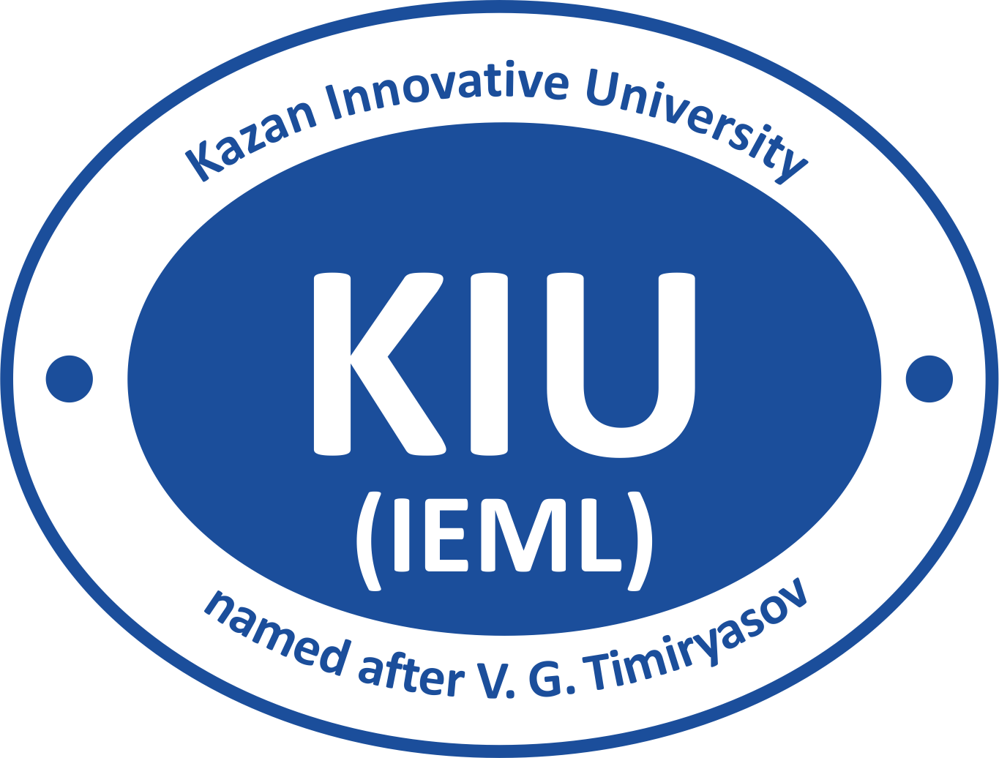 Kazan Innovative University
KIU
(IEML)
named after V. G. Timiryasov